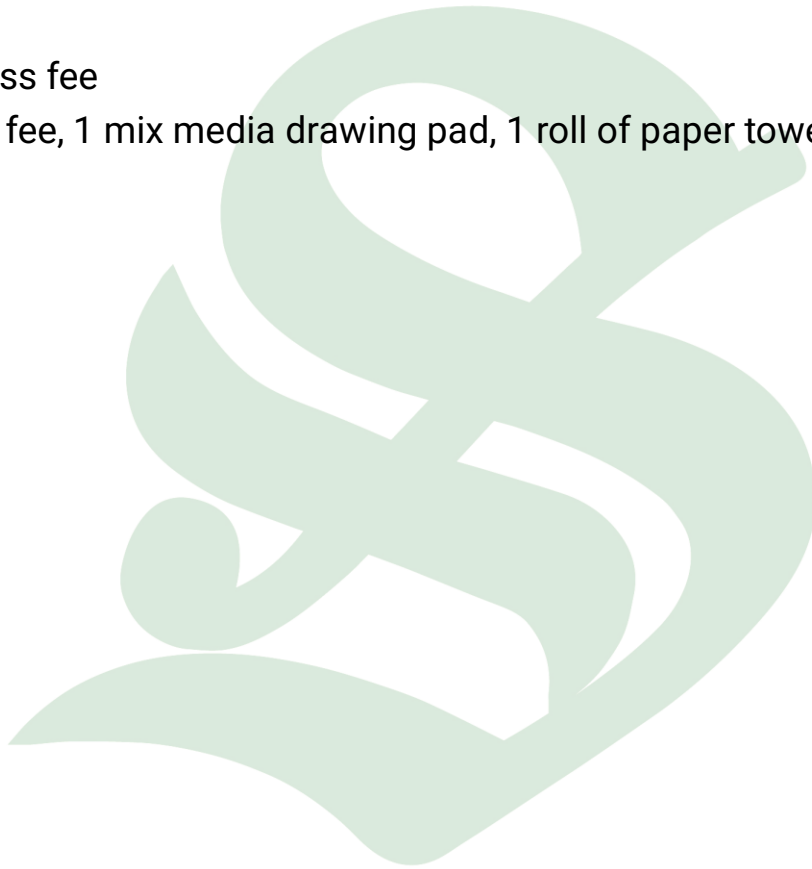 ss fee
fee, 1 mix media drawing pad, 1 roll of paper towe